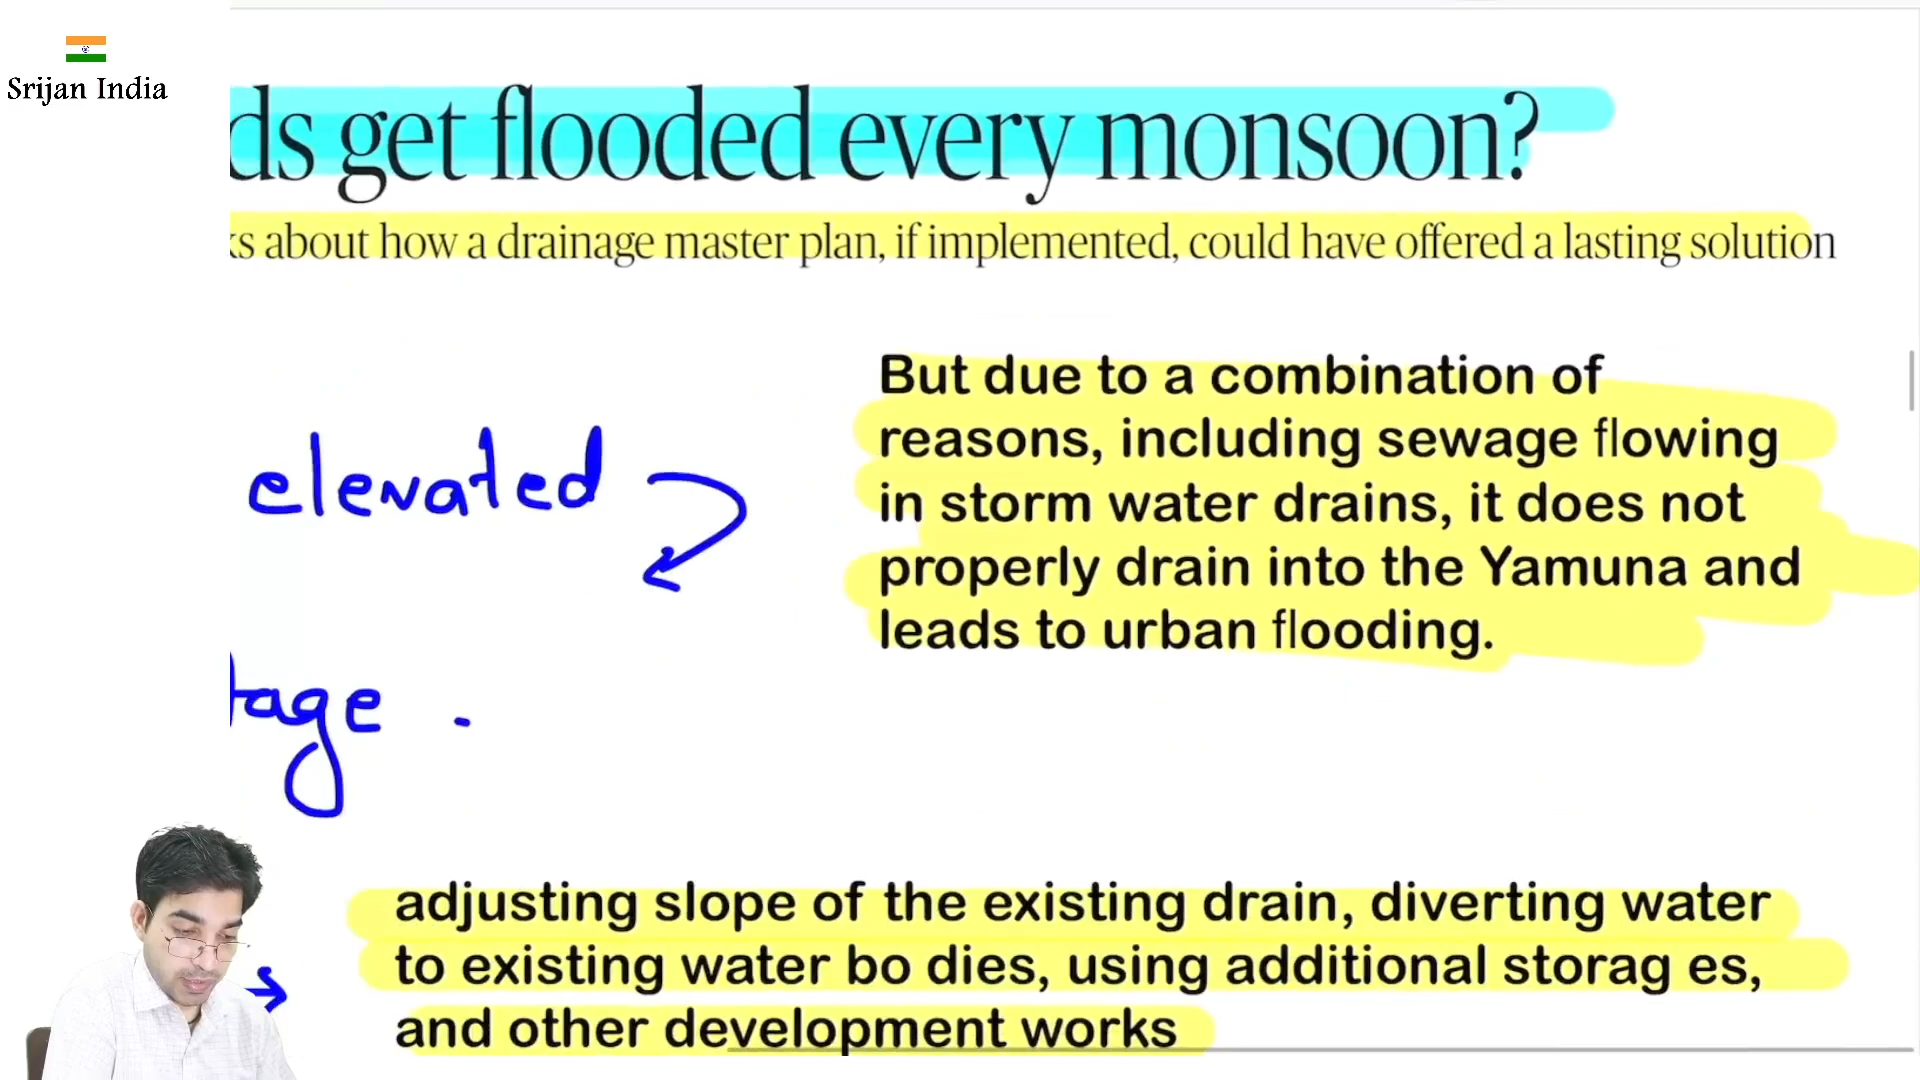 Srijan India
ds get flooded every monsoon?
s about how a drainage master plan, if implemented, could have offered a lasting solution
But due to a combination of
reasons, including sewage flowing
in storm water drains, it does not
properly drain into the Yamuna and
leads to urban flooding.
elevated
tage .
adjusting slope of the existing drain, diverting water
to existing water bo dies, using additional storag es,
and other development works